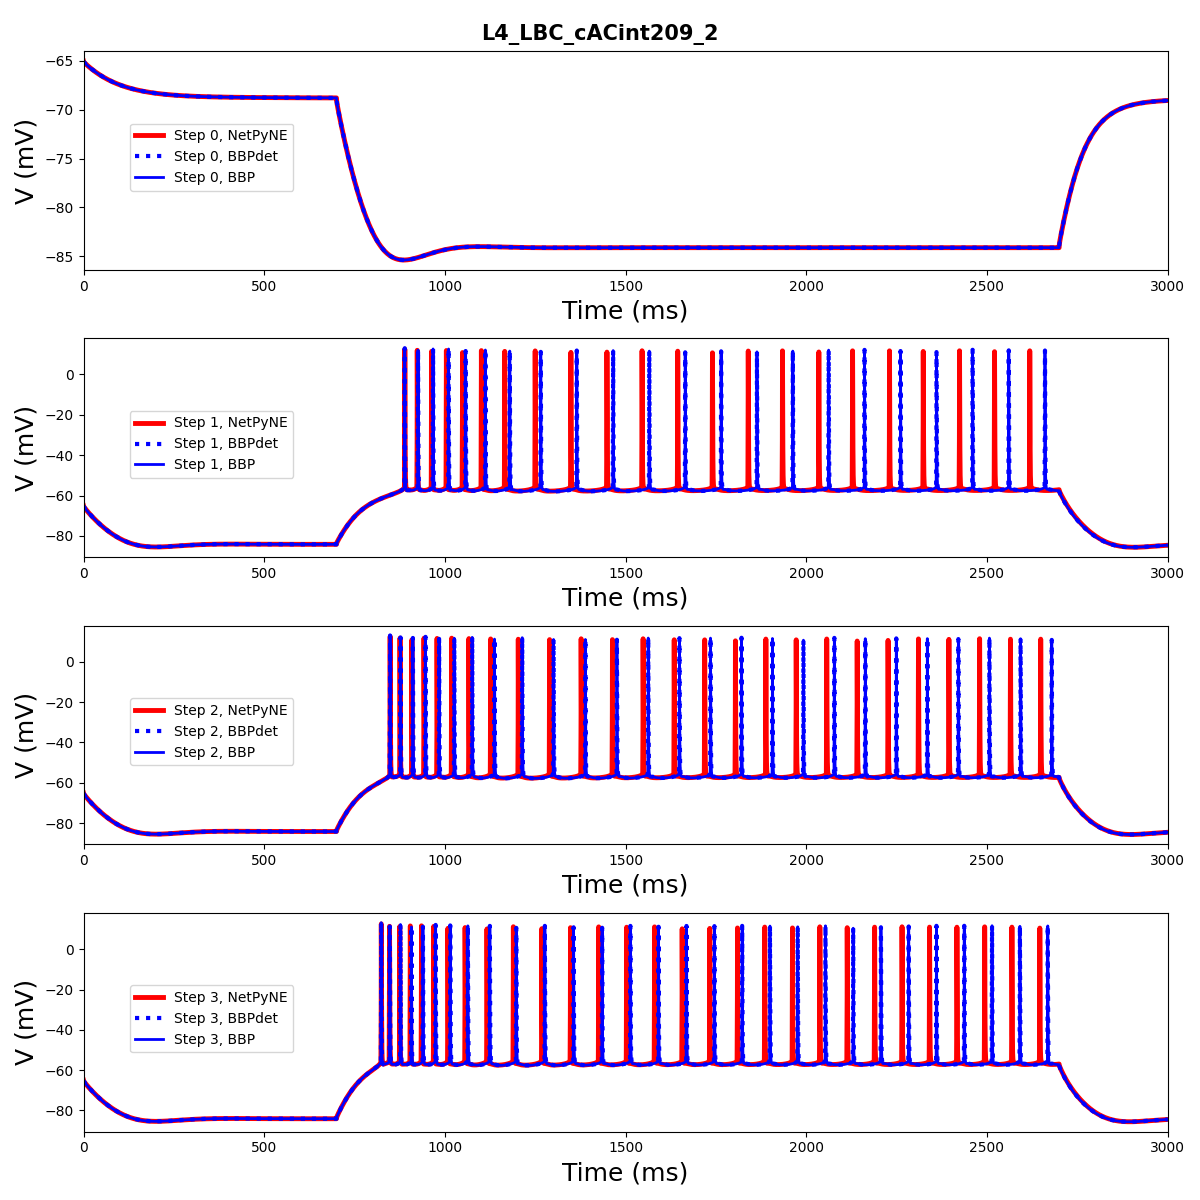 L4_LBC_cACint209_2
−65
−70
−75
−80
−85
V (mV)
Step 0, NetPyNE
Step 0, BBPdet
Step 0, BBP
0 500 1000 1500 2000 2500 3000
Time (ms)
0
−20
−40
−60
−80
V (mV)
Step 1, NetPyNE
Step 1, BBPdet
Step 1, BBP
0 500 1000 1500 2000 2500 3000
Time (ms)
0
−20
−40
−60
−80
V (mV)
Step 2, NetPyNE
Step 2, BBPdet
Step 2, BBP
0 500 1000 1500 2000 2500 3000
Time (ms)
0
−20
−40
−60
−80
V (mV)
Step 3, NetPyNE
Step 3, BBPdet
Step 3, BBP
0 500 1000 1500 2000 2500 3000
Time (ms)